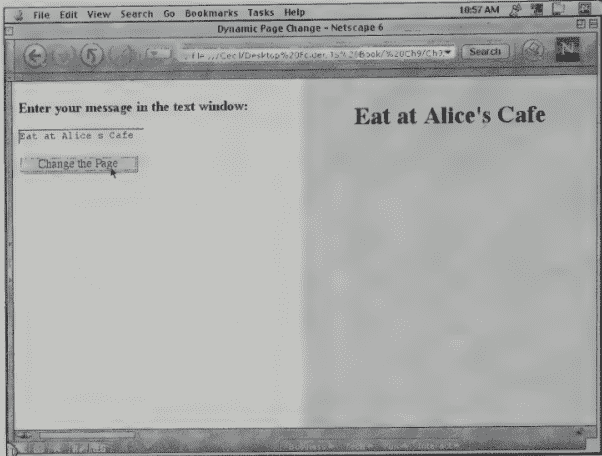 File Edit View Search Go Bookmarks Tasks Help 10:57 AM
Dynamic Page Change - Netscape 6
Search
N
Enter your message in the text window:
Eat at Alice's Cafe
Eat at Alice s Cafe
Change the Page